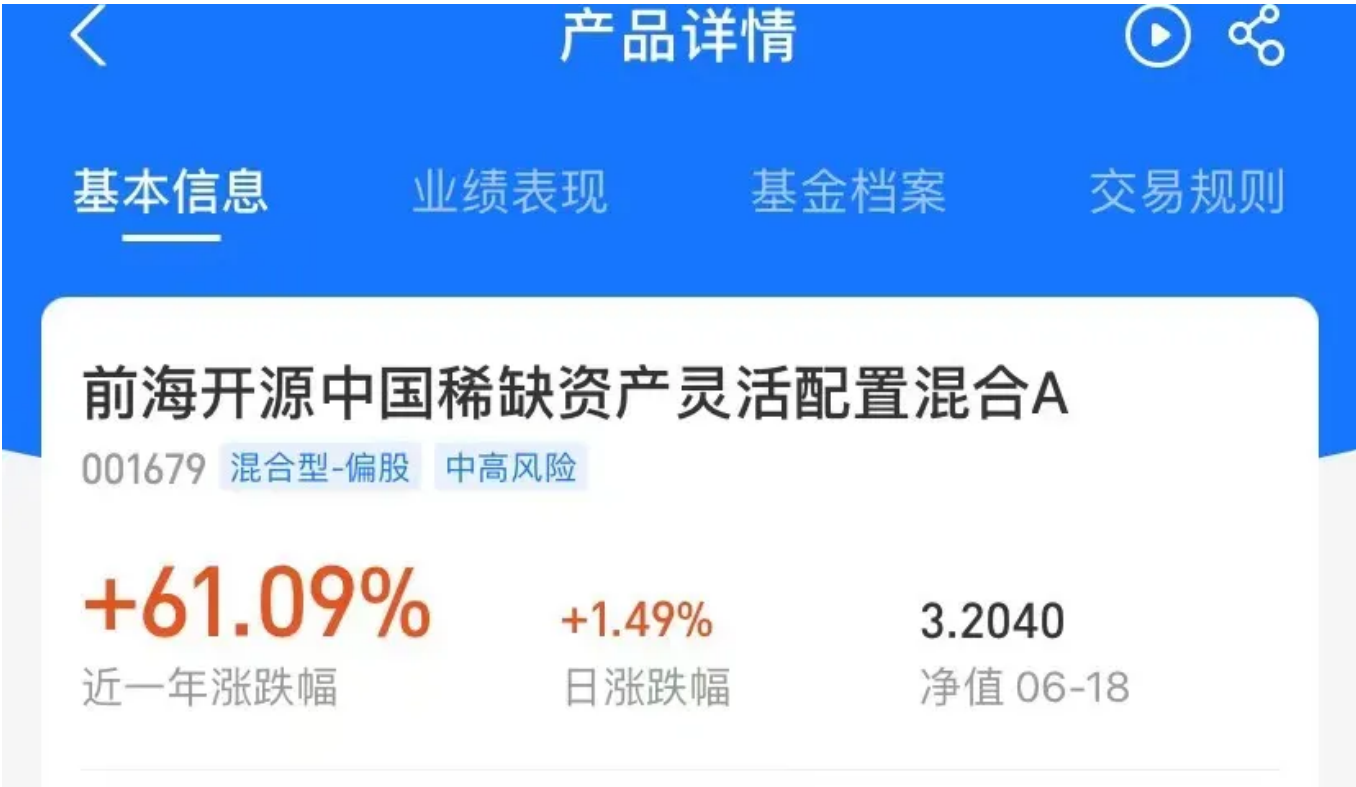 产品详情
基本信息 业绩表现 基金档案 交易规则
前海开源中国稀缺资产灵活配置混合A
001679 混合型-偏股 中高风险
+61.09% +1.49% 3.2040
近一年涨跌幅 日涨跌幅 净值 06-18